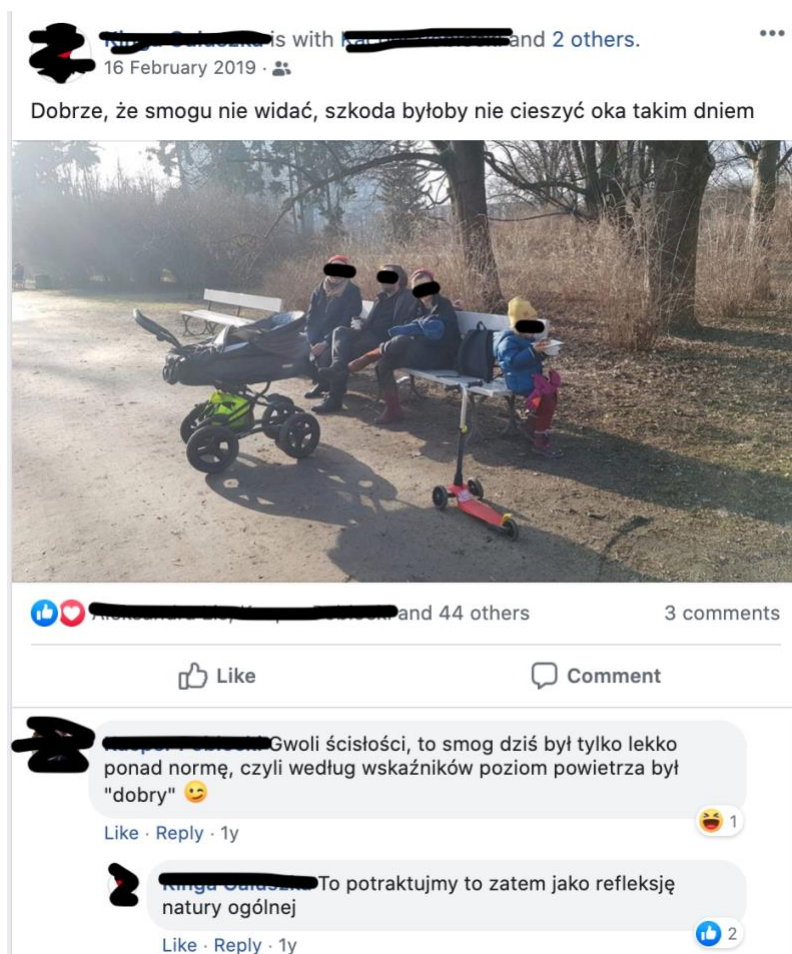 is with and 2 others.
16 February 2019 ·
Dobrze, że smogu nie widać, szkoda byłoby nie cieszyć oka takim dniem
and 44 others 3 comments
Like Comment
Gwoli ścisłości, to smog dziś był tylko lekko
ponad normę, czyli według wskaźników poziom powietrza był
"dobry" 😉
1
Like · Reply · 1y
To potraktujmy to zatem jako refleksję
natury ogólnej
2
Like · Reply · 1y